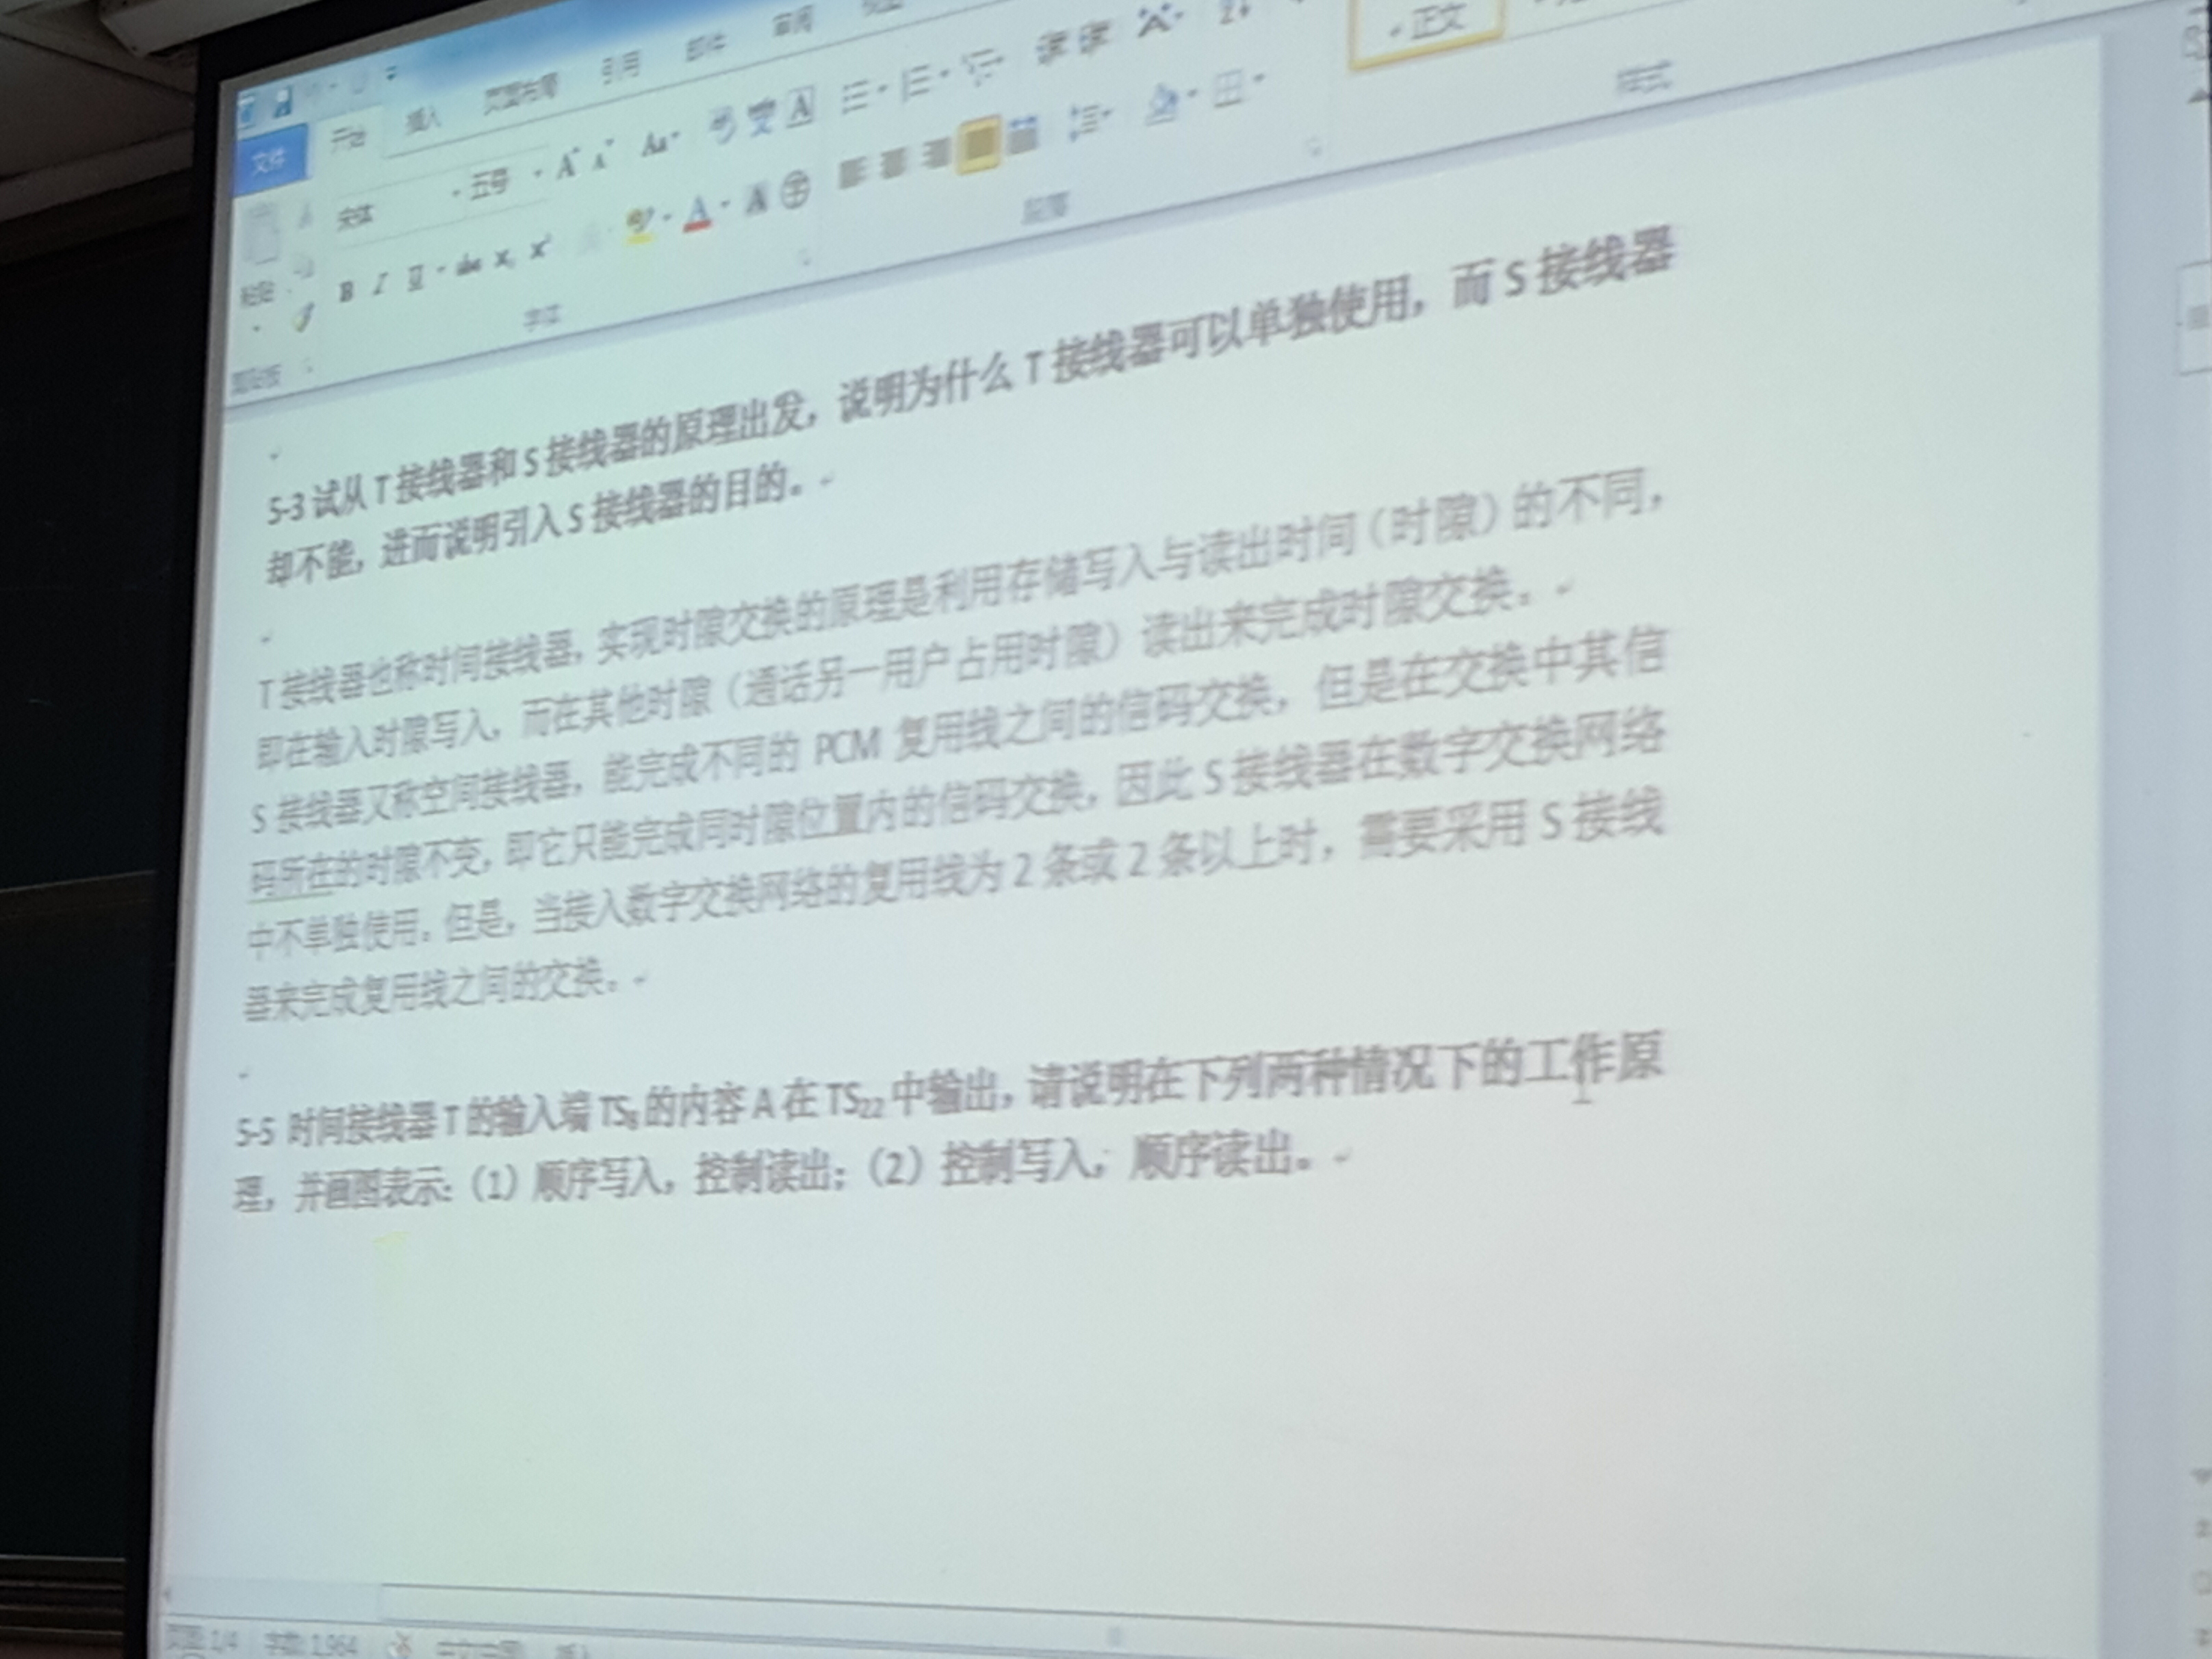 文件 开始 插入 页面布局 引用 邮件 审阅
宋体 五号 正文
粘贴 B I U abc
剪贴板 字体 段落 样式
5-3 试从 T 接线器和 S 接线器的原理出发，说明为什么 T 接线器可以单独使用，而 S 接线器
却不能，进而说明引入 S 接线器的目的。
T 接线器也称时间接线器，实现时隙交换的原理是利用存储写入与读出时间（时隙）的不同，
即在输入时隙写入，而在其他时隙（通话另一用户占用时隙）读出来完成时隙交换。
S 接线器又称空间接线器，能完成不同的 PCM 复用线之间的信码交换，但是在交换中其信
码所在的时隙不变，即它只能完成同时隙位置内的信码交换，因此 S 接线器在数字交换网络
中不单独使用。但是，当接入数字交换网络的复用线为 2 条或 2 条以上时，需要采用 S 接线
器来完成复用线之间的交换。
5-5 时间接线器 T 的输入端 TS8 的内容 A 在 TS22 中输出，请说明在下列两种情况下的工作原
理，并画图表示：（1）顺序写入，控制读出；（2）控制写入，顺序读出。
页面: 1/4 字数: 1,964